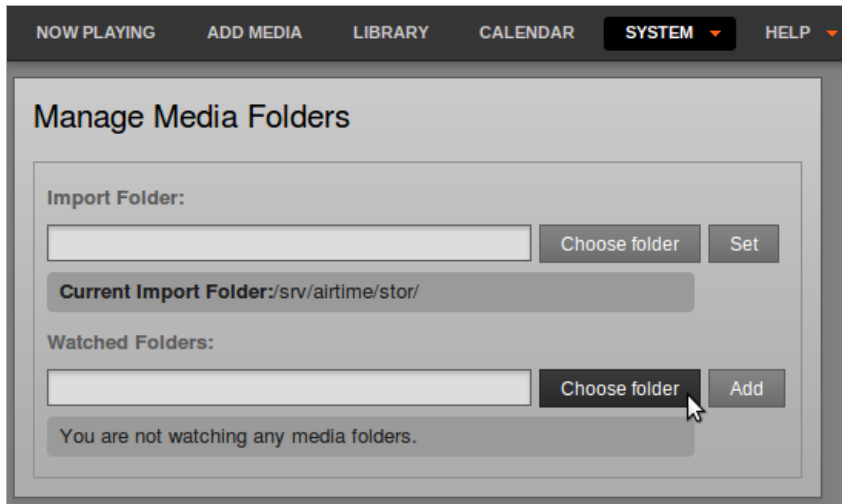 NOW PLAYING ADD MEDIA LIBRARY CALENDAR SYSTEM HELP
Manage Media Folders
Import Folder:
Choose folder Set
Current Import Folder:/srv/airtime/stor/
Watched Folders:
Choose folder Add
You are not watching any media folders.